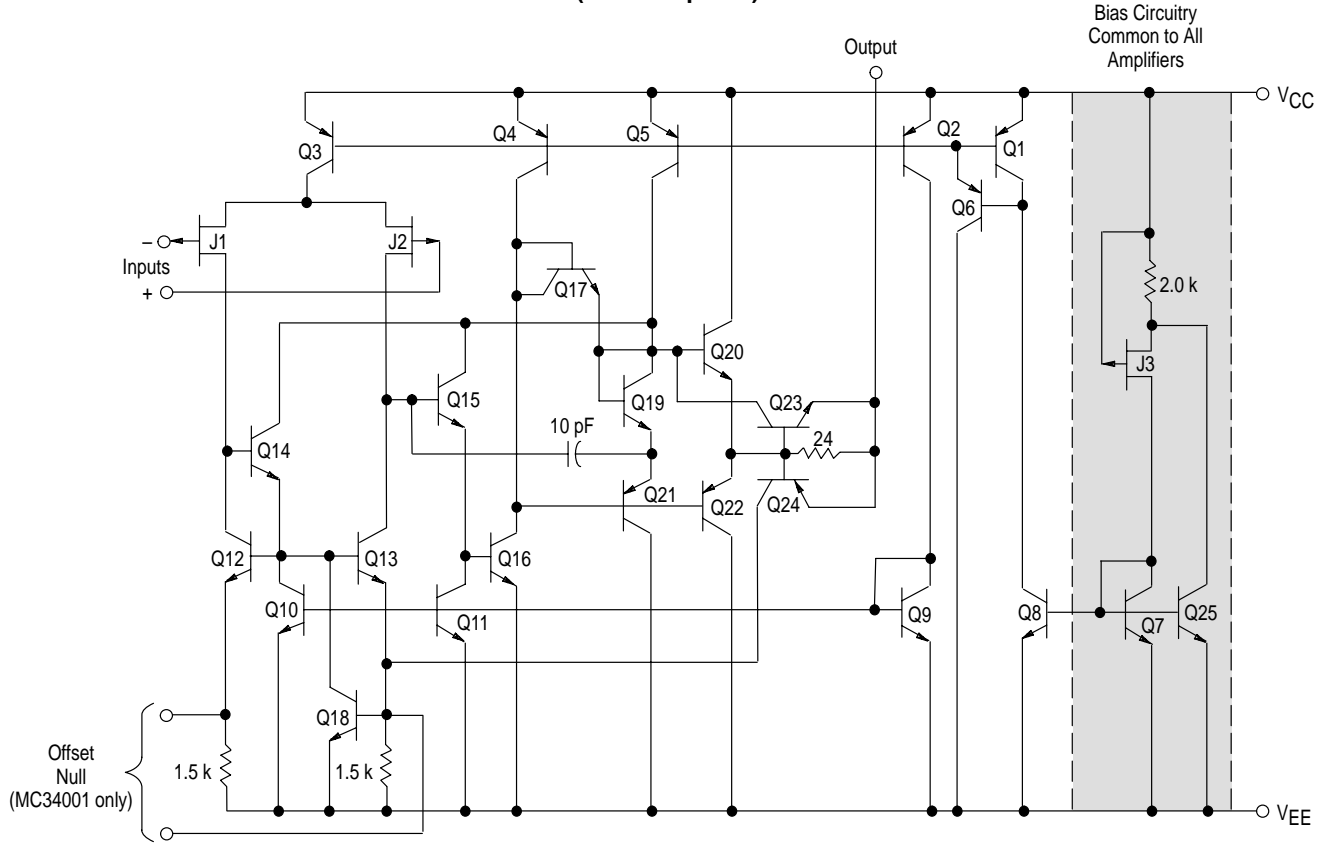 Bias Circuitry
Common to All
Amplifiers
Output
VCC
Q3
Q4
Q5
Q2
Q1
Q6
J1
J2
–
Inputs
+
Q17
2.0 k
J3
Q20
Q15
Q19
Q23
10 pF
24
Q14
Q21
Q22
Q24
Q12
Q13
Q16
Q10
Q11
Q9
Q8
Q7
Q25
Q18
1.5 k
1.5 k
Offset
Null
(MC34001 only)
VEE